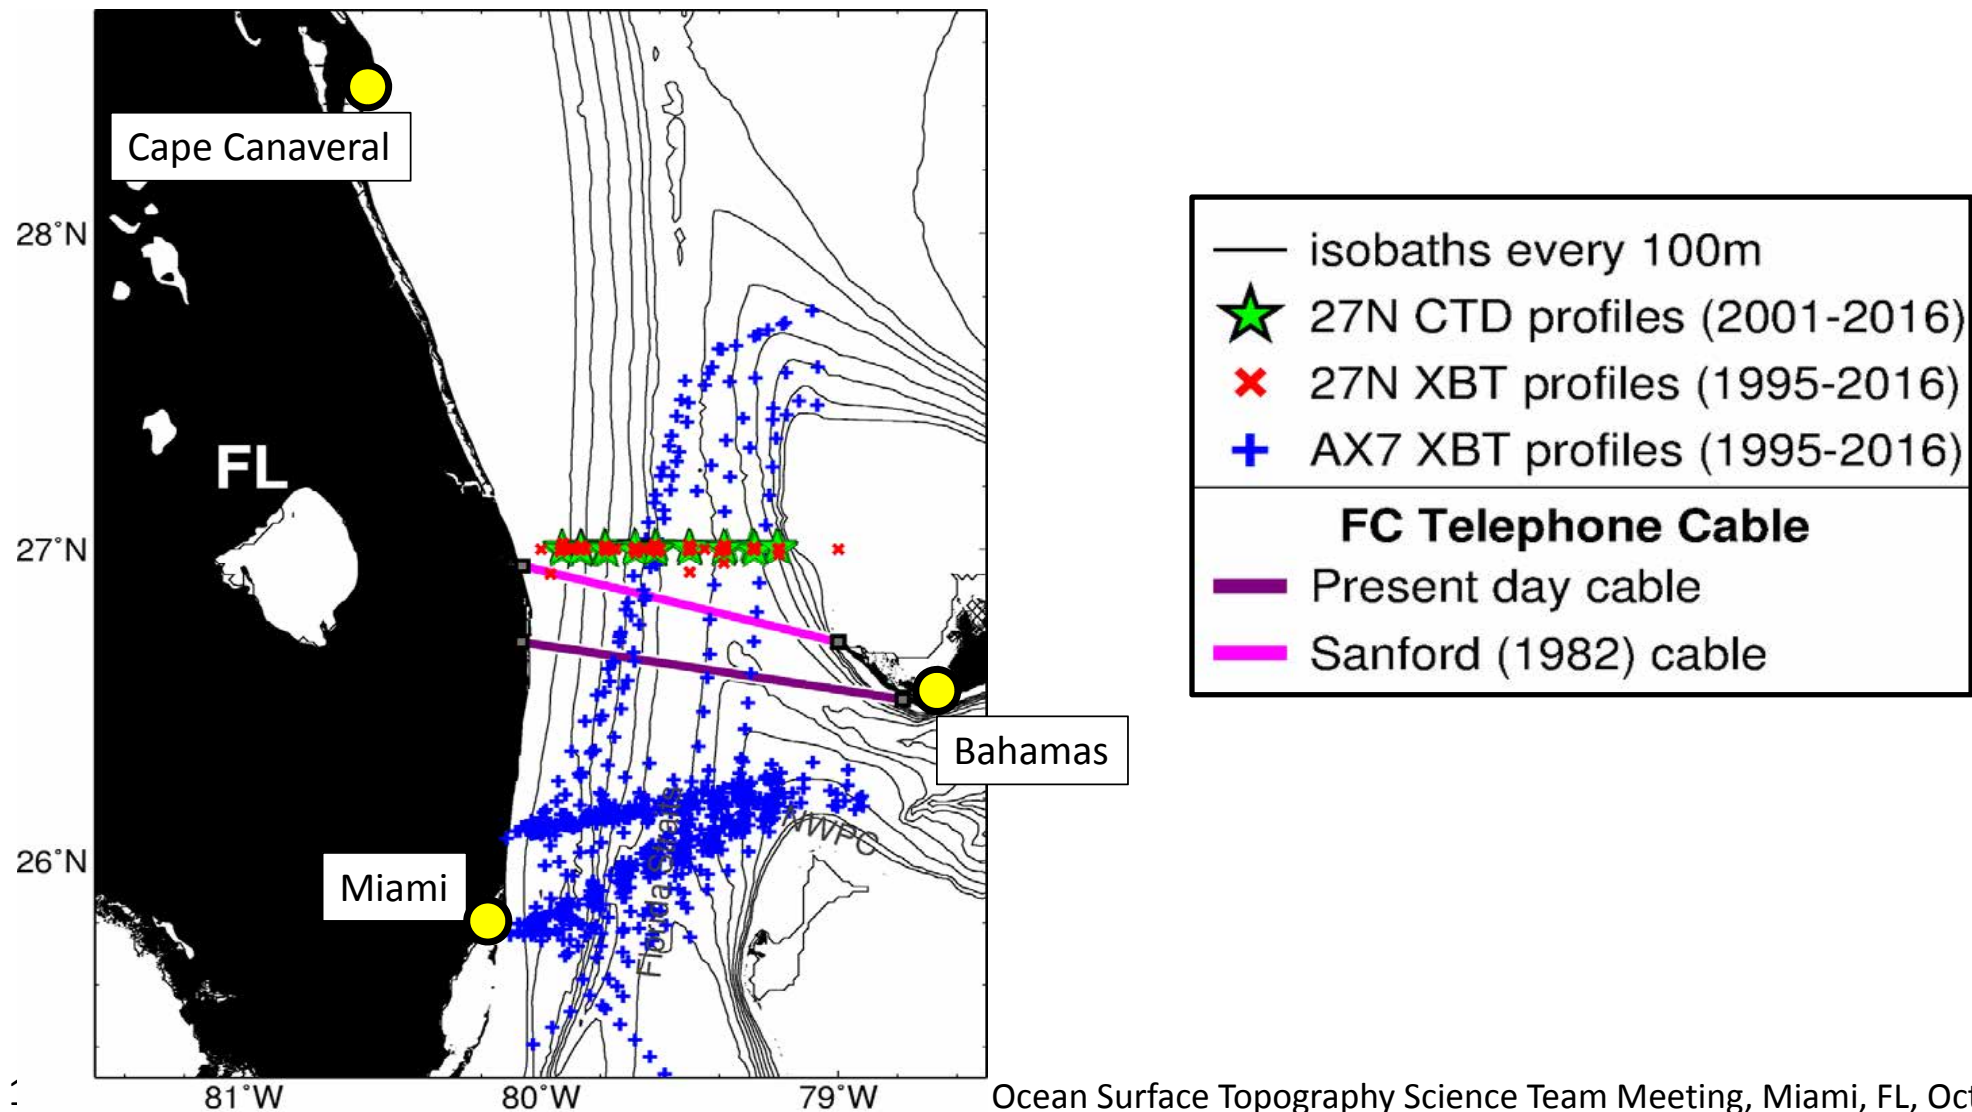 Cape Canaveral
28°N
FL
27°N
Bahamas
26°N
Miami
Florida Straits
NWPC
81°W
80°W
79°W
isobaths every 100m
27N CTD profiles (2001-2016)
27N XBT profiles (1995-2016)
AX7 XBT profiles (1995-2016)
FC Telephone Cable
Present day cable
Sanford (1982) cable
Ocean Surface Topography Science Team Meeting, Miami, FL, Oct